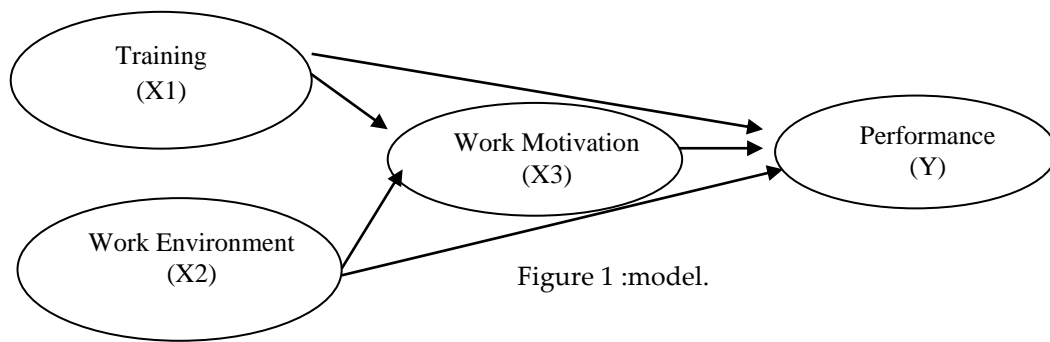 Training
(X1)
Work Motivation
(X3)
Performance
(Y)
Work Environment
(X2)
Figure 1 :model.